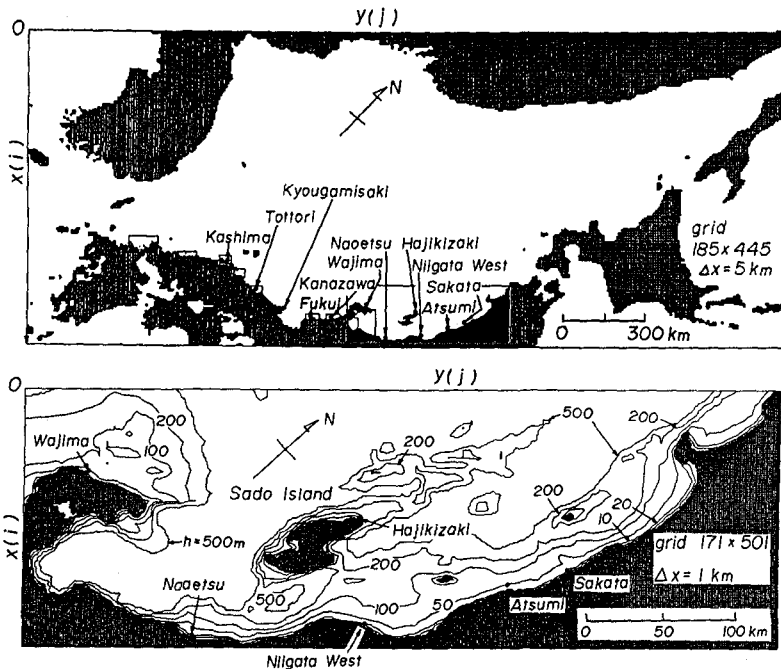 y(j)
0
x(i)
N
Kyougamisaki
Tottori
Kashima
Naoetsu Hajikizaki
Wajima
Niigata West
Kanazawa
Sakata
Fukui
Atsumi
grid
185×445
Δx = 5 km
0 300 km
y(j)
0
x(i)
N
200
100
Wajima
Sado Island
200
500
200
Hajikizaki
200
20
10
h=500m
200
grid 171×501
Δx = 1 km
Naoetsu
500
100
50
Atsumi
Sakata
0 50 100 km
Niigata West